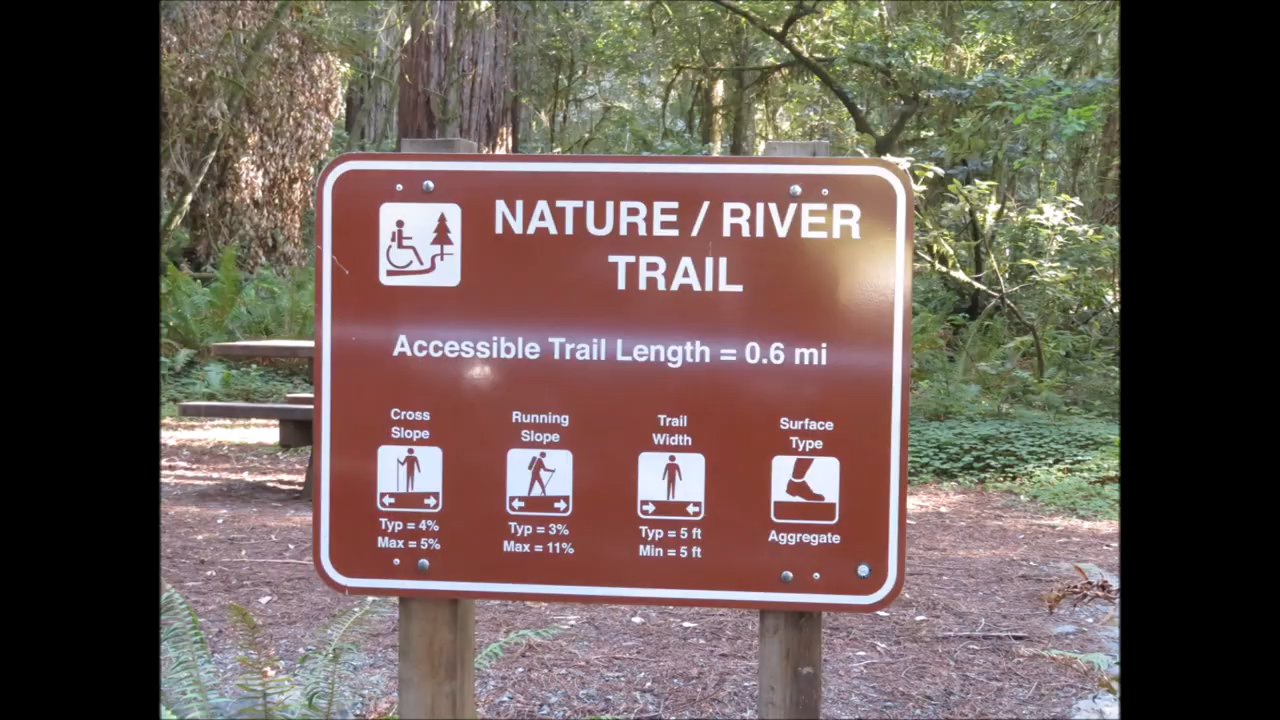 NATURE / RIVER
TRAIL
Accessible Trail Length = 0.6 mi
Cross
Slope
Typ = 4%
Max = 5%
Running
Slope
Typ = 3%
Max = 11%
Trail
Width
Typ = 5 ft
Min = 5 ft
Surface
Type
Aggregate